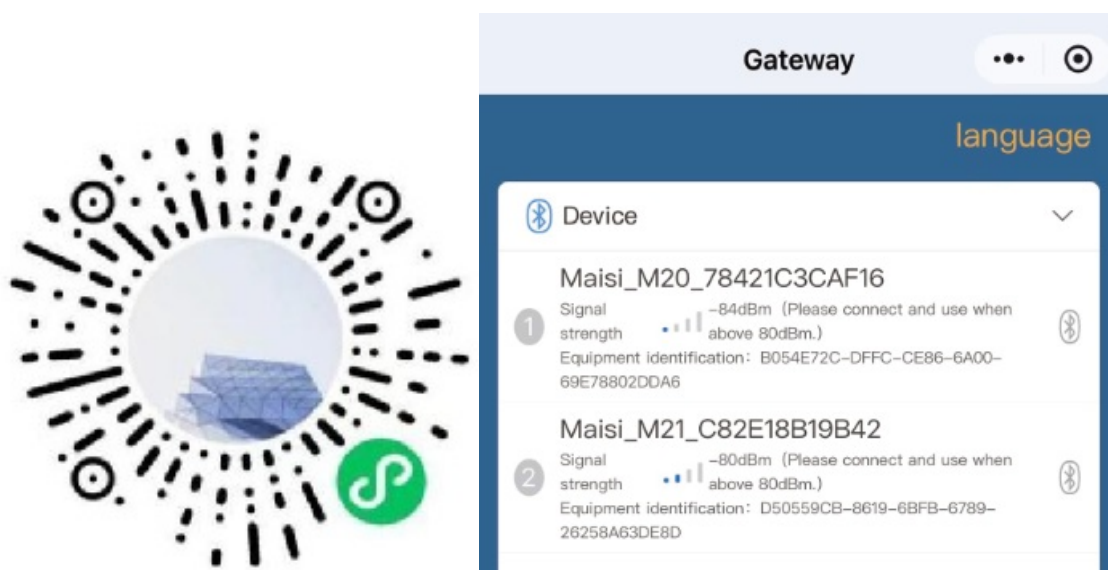 Gateway
language
Device
Maisi_M20_78421C3CAF16
Signal strength -84dBm (Please connect and use when above 80dBm.)
Equipment identification: B054E72C-DFFC-CE86-6A00-
69E78802DDA6
1
Maisi_M21_C82E18B19B42
Signal strength -80dBm (Please connect and use when above 80dBm.)
Equipment identification: D50559CB-8619-6BFB-6789-
26258A63DE8D
2